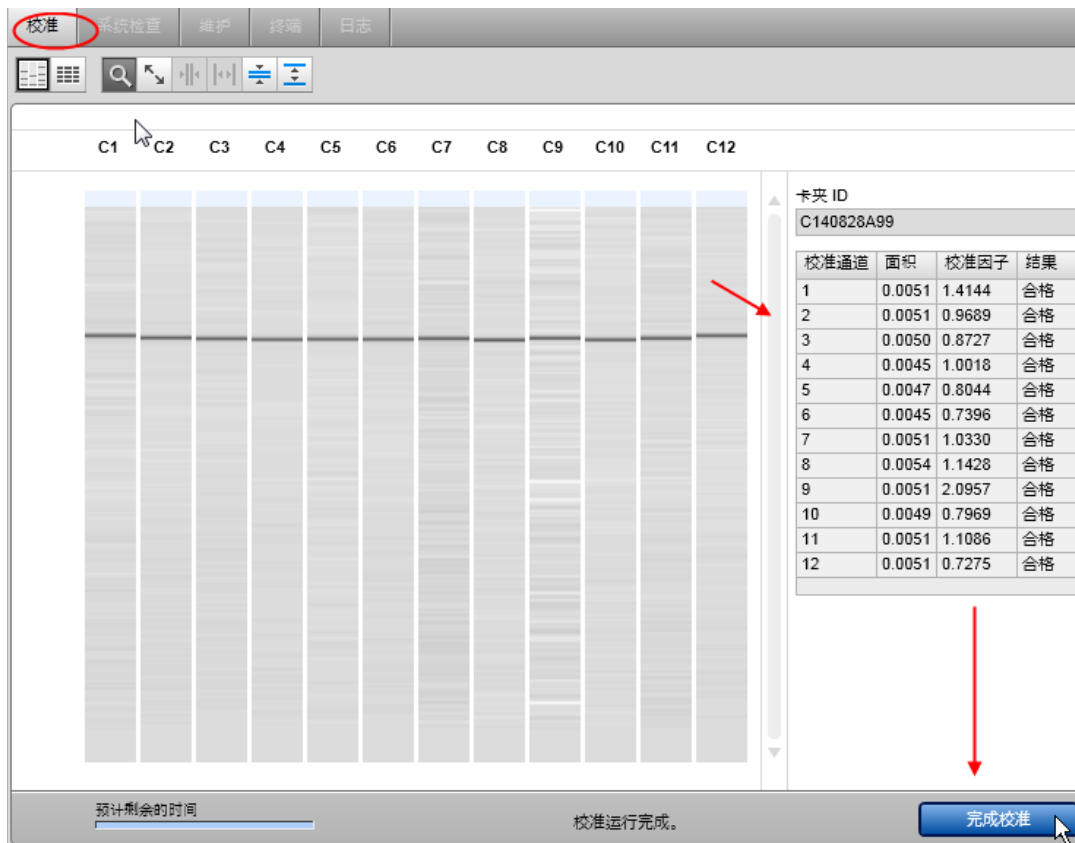 校准 系统检查 维护 终端 日志
C1 C2 C3 C4 C5 C6 C7 C8 C9 C10 C11 C12
卡夹 ID
C140828A99
校准通道 面积 校准因子 结果
1 0.0051 1.4144 合格
2 0.0051 0.9689 合格
3 0.0050 0.8727 合格
4 0.0045 1.0018 合格
5 0.0047 0.8044 合格
6 0.0045 0.7396 合格
7 0.0051 1.0330 合格
8 0.0054 1.1428 合格
9 0.0051 2.0957 合格
10 0.0049 0.7969 合格
11 0.0051 1.1086 合格
12 0.0051 0.7275 合格
预计剩余的时间
校准运行完成。
完成校准